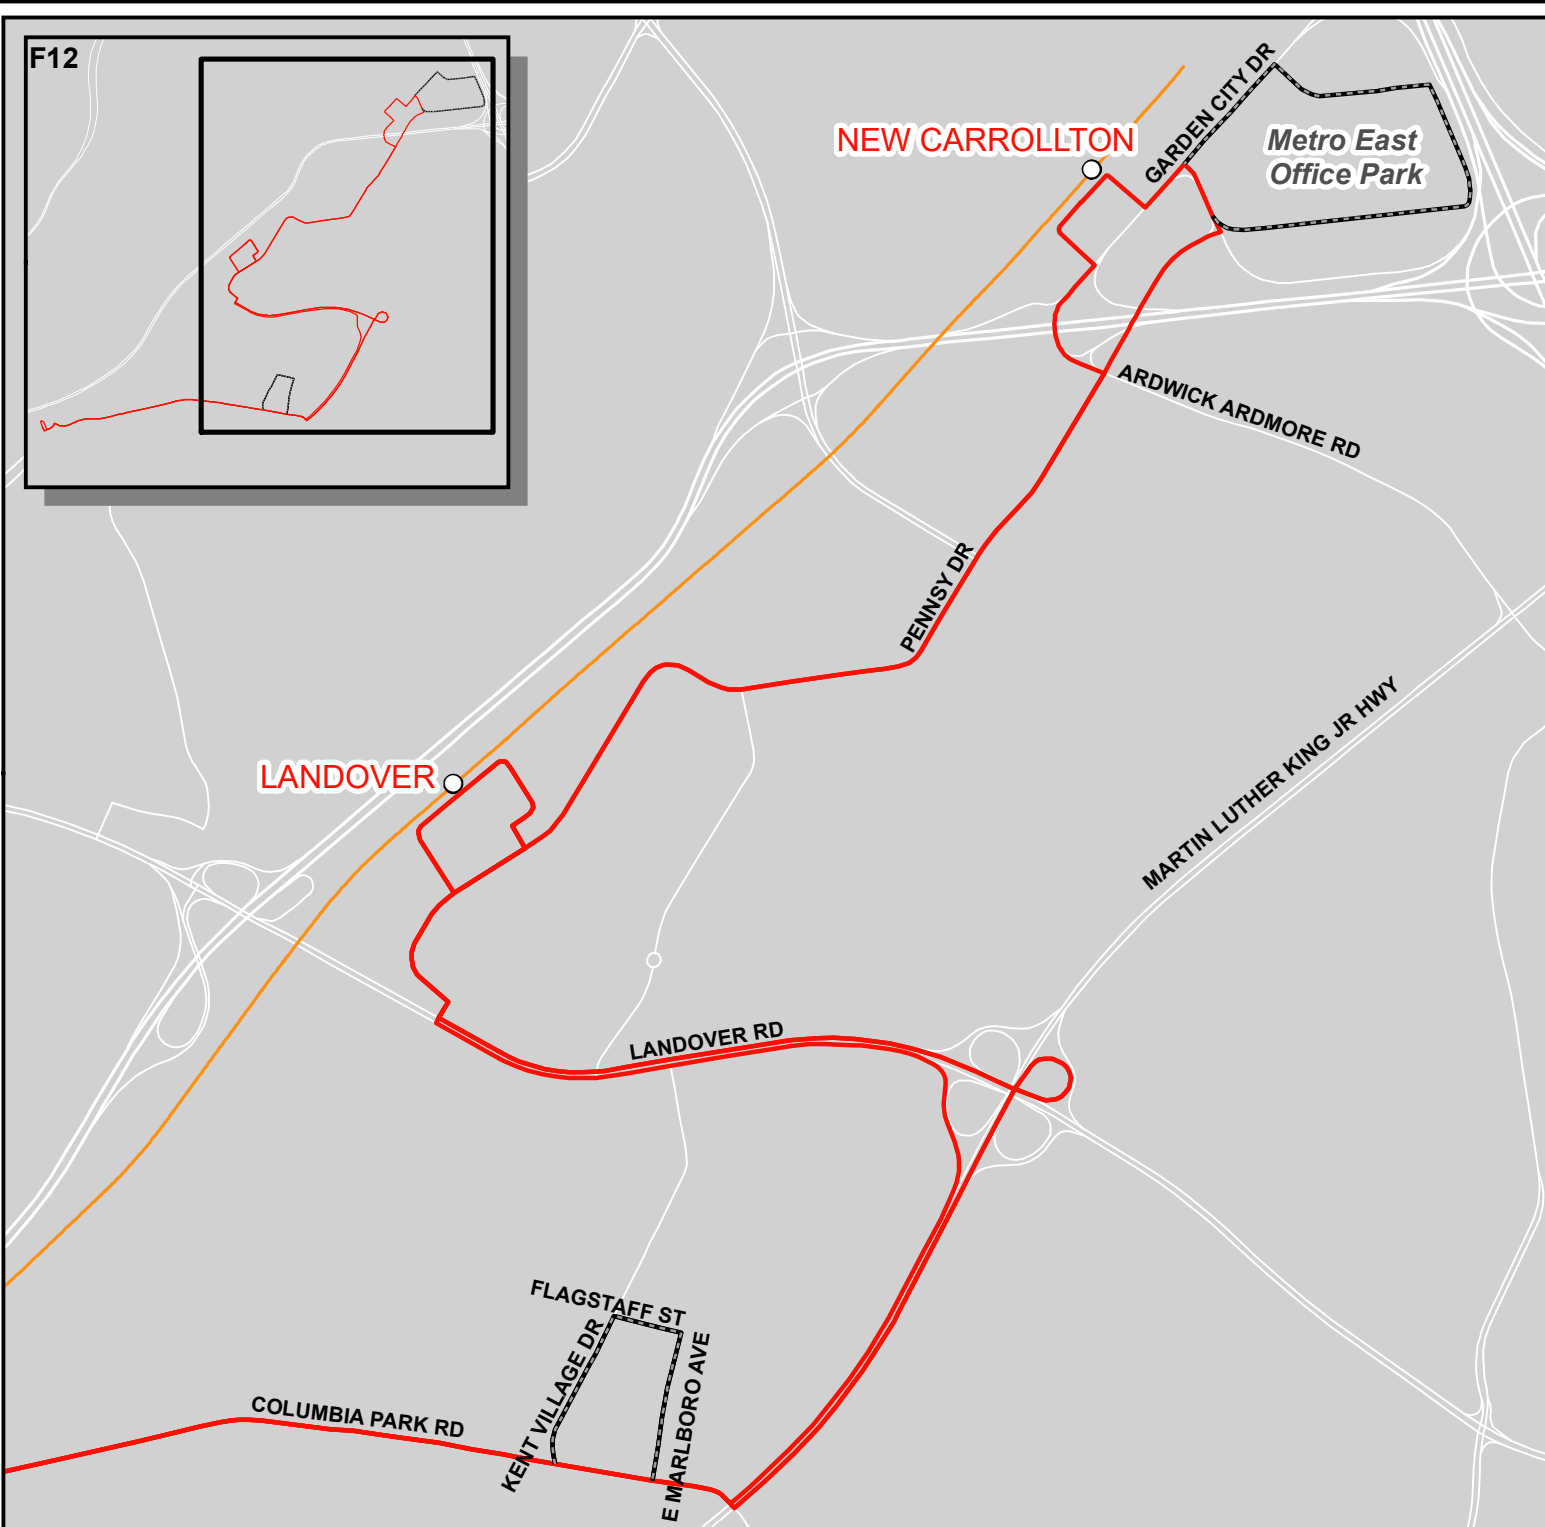 F12
GARDEN CITY DR
NEW CARROLLTON
Metro East
Office Park
ARDWICK ARDMORE RD
PENNSY DR
MARTIN LUTHER KING JR HWY
LANDOVER
LANDOVER RD
FLAGSTAFF ST
KENT VILLAGE DR
E MARLBORO AVE
COLUMBIA PARK RD